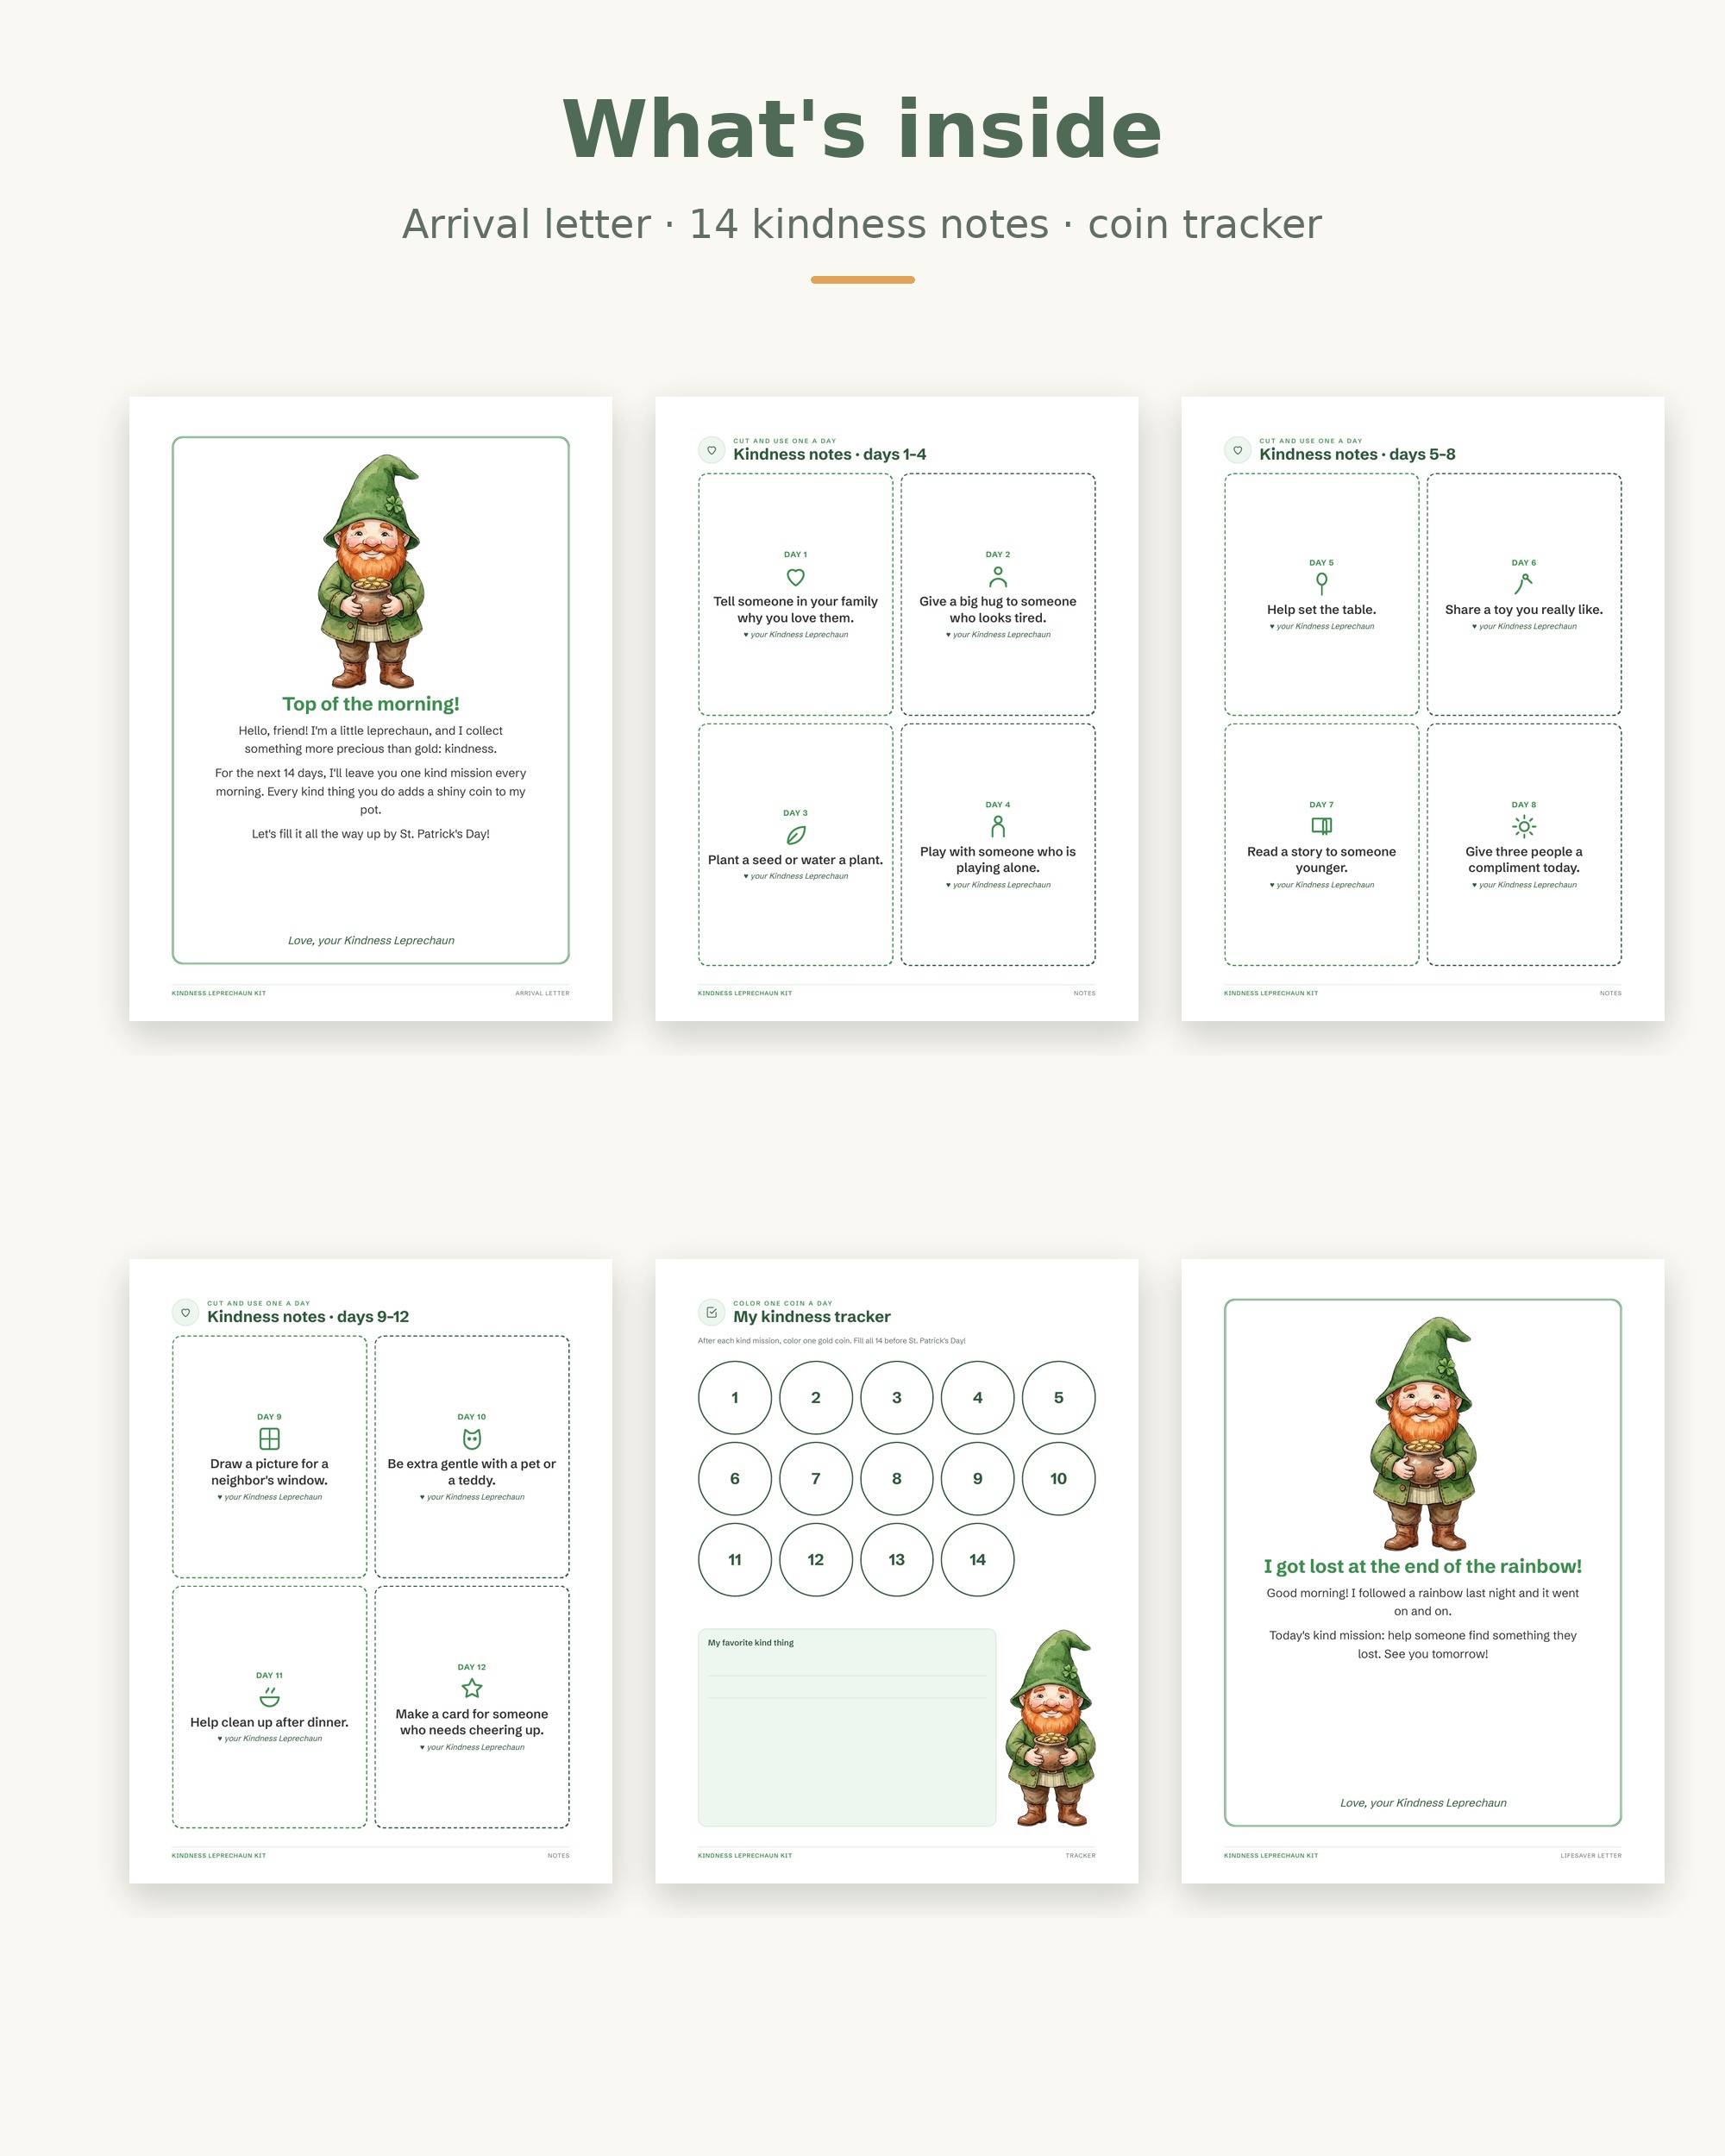 What's inside
Arrival letter · 14 kindness notes · coin tracker
Top of the morning!
Hello, friend! I'm a little leprechaun, and I collect
something more precious than gold: kindness.
For the next 14 days, I'll leave you one kind mission every
morning. Every kind thing you do adds a shiny coin to my
pot.
Let's fill it all the way up by St. Patrick's Day!
Love, your Kindness Leprechaun
KINDNESS LEPRECHAUN KIT
ARRIVAL LETTER
CUT AND USE ONE A DAY
Kindness notes · days 1–4
DAY 1
Tell someone in your family
why you love them.
♥ your Kindness Leprechaun
DAY 2
Give a big hug to someone
who looks tired.
♥ your Kindness Leprechaun
DAY 3
Plant a seed or water a plant.
♥ your Kindness Leprechaun
DAY 4
Play with someone who is
playing alone.
♥ your Kindness Leprechaun
KINDNESS LEPRECHAUN KIT
NOTES
CUT AND USE ONE A DAY
Kindness notes · days 5–8
DAY 5
Help set the table.
♥ your Kindness Leprechaun
DAY 6
Share a toy you really like.
♥ your Kindness Leprechaun
DAY 7
Read a story to someone
younger.
♥ your Kindness Leprechaun
DAY 8
Give three people a
compliment today.
♥ your Kindness Leprechaun
KINDNESS LEPRECHAUN KIT
NOTES
CUT AND USE ONE A DAY
Kindness notes · days 9–12
DAY 9
Draw a picture for a
neighbor's window.
♥ your Kindness Leprechaun
DAY 10
Be extra gentle with a pet or
a teddy.
♥ your Kindness Leprechaun
DAY 11
Help clean up after dinner.
♥ your Kindness Leprechaun
DAY 12
Make a card for someone
who needs cheering up.
♥ your Kindness Leprechaun
KINDNESS LEPRECHAUN KIT
NOTES
COLOR ONE COIN A DAY
My kindness tracker
After each kind mission, color one gold coin. Fill all 14 before St. Patrick's Day!
1 2 3 4 5
6 7 8 9 10
11 12 13 14
My favorite kind thing
KINDNESS LEPRECHAUN KIT
TRACKER
I got lost at the end of the rainbow!
Good morning! I followed a rainbow last night and it went
on and on.
Today's kind mission: help someone find something they
lost. See you tomorrow!
Love, your Kindness Leprechaun
KINDNESS LEPRECHAUN KIT
LIFESAVER LETTER